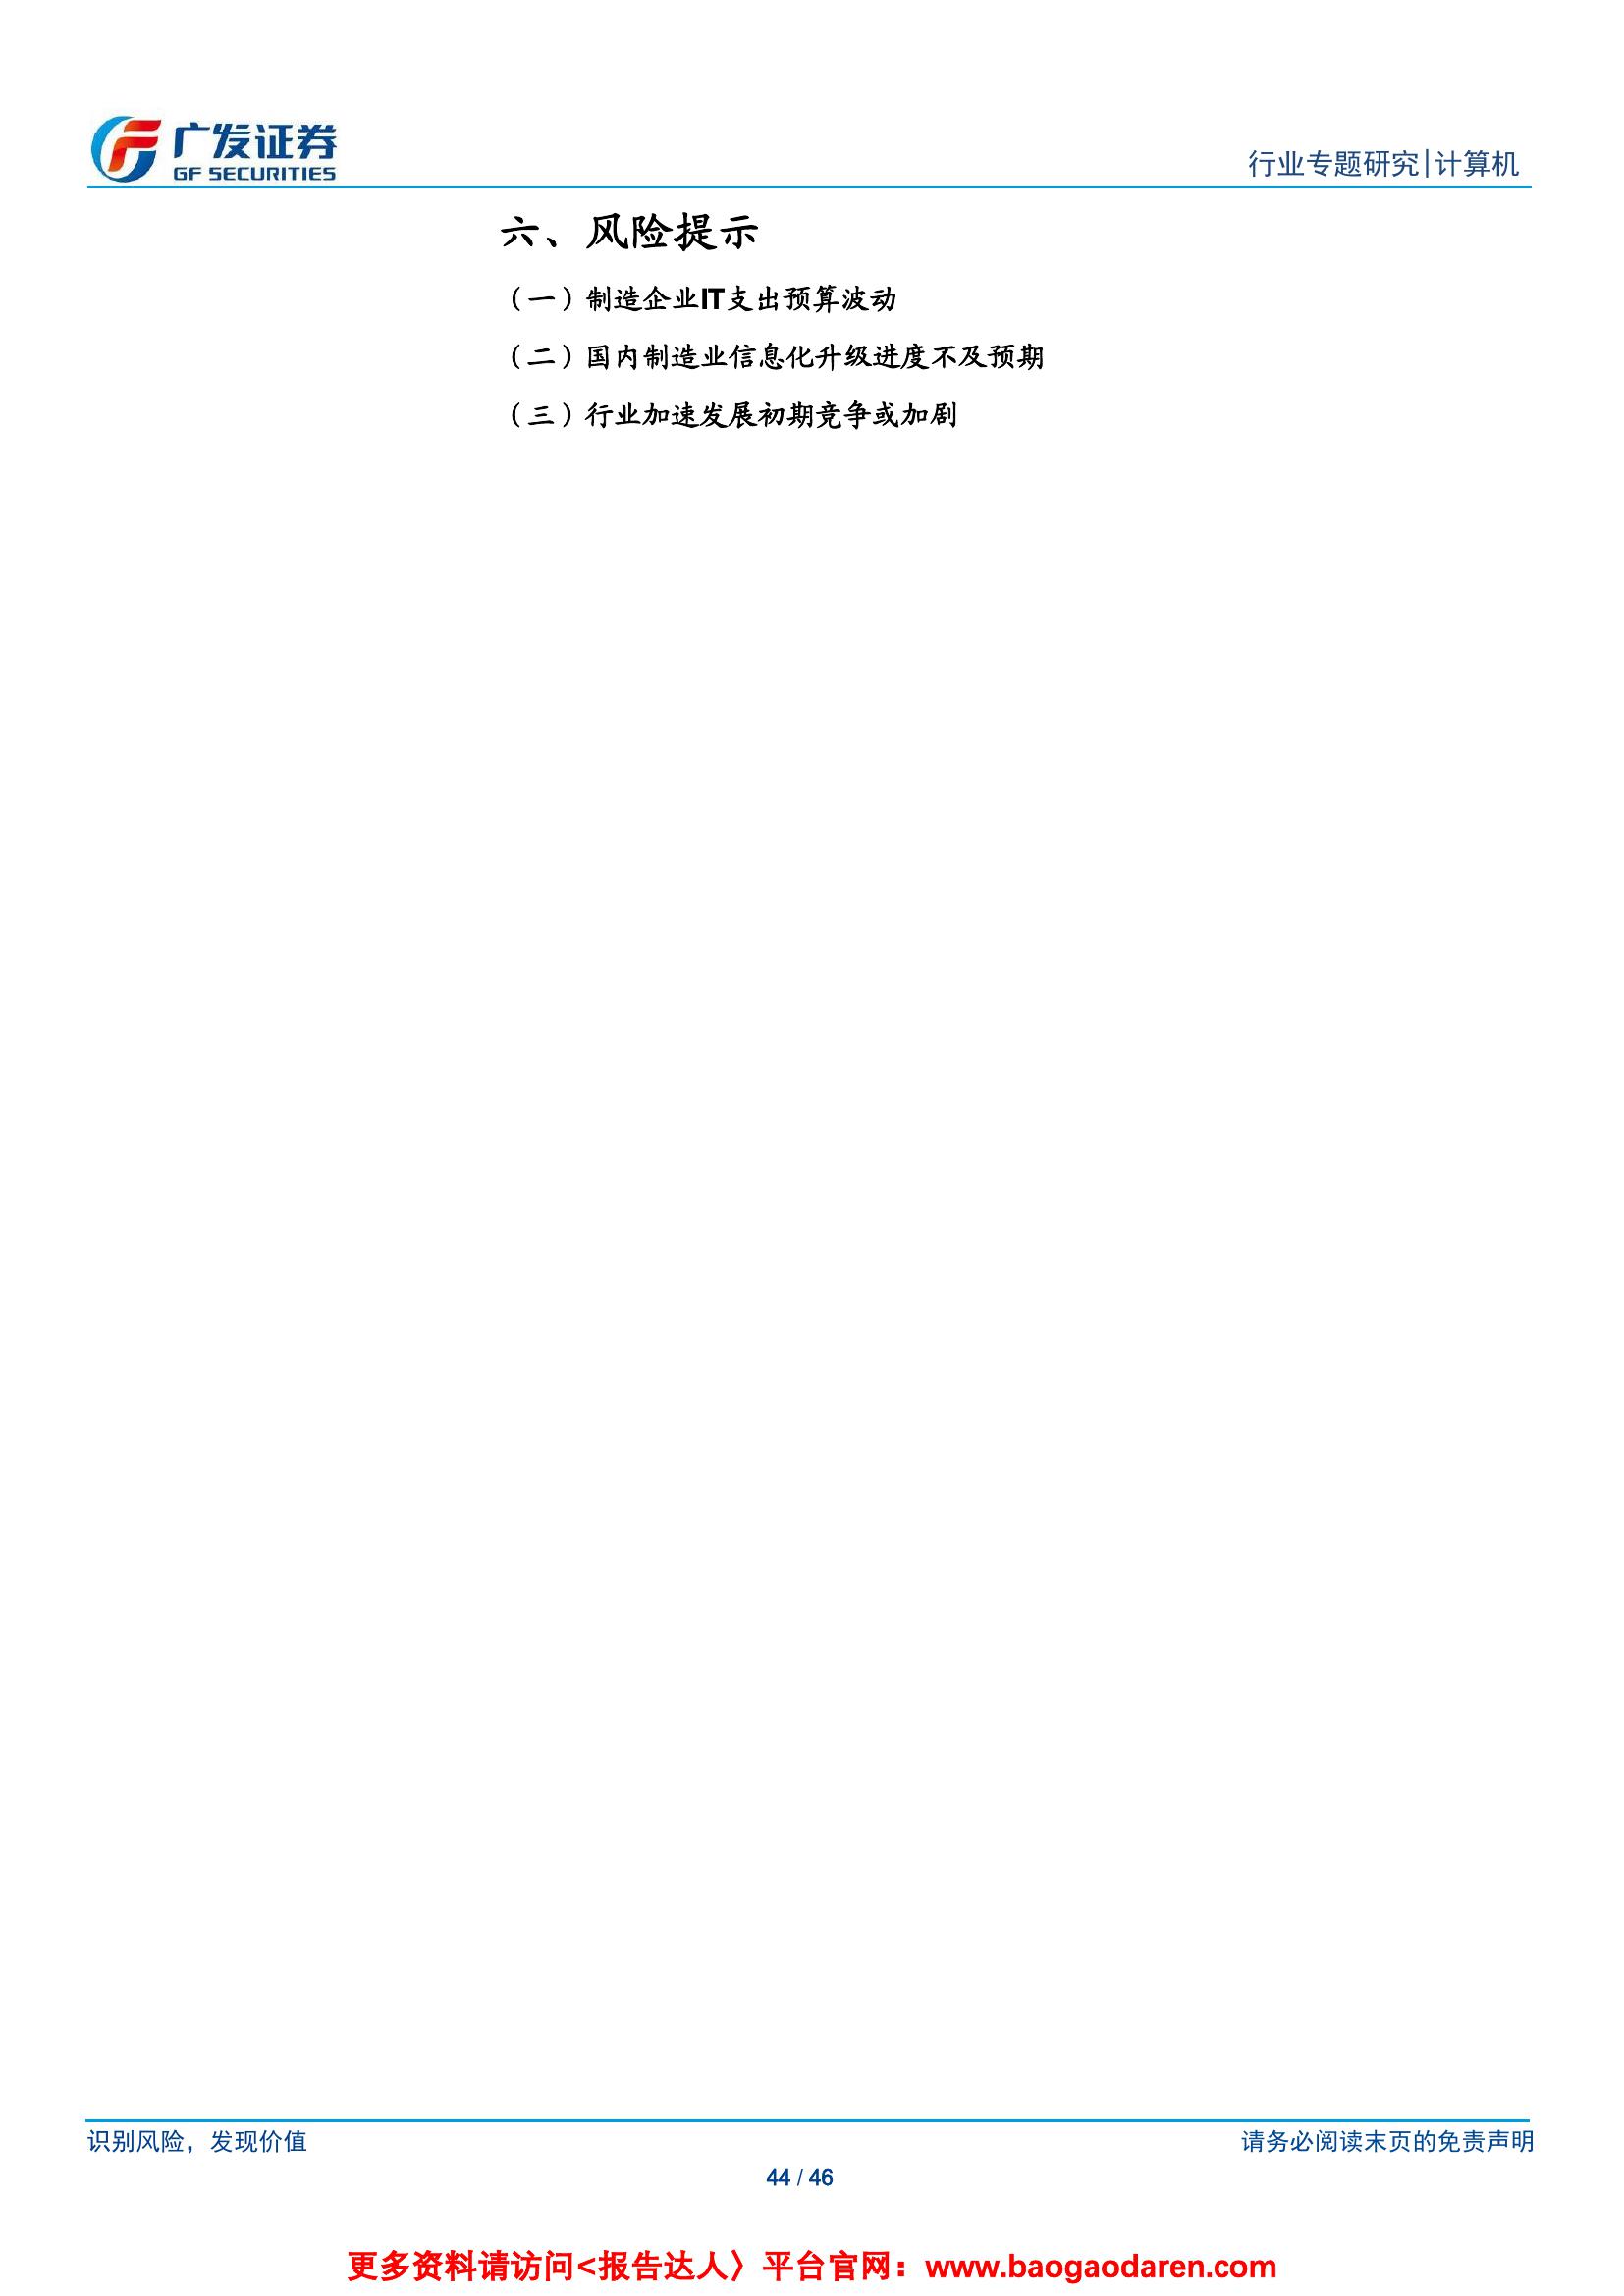 广发证券
GF SECURITIES
行业专题研究|计算机
六、风险提示
（一）制造企业IT支出预算波动
（二）国内制造业信息化升级进度不及预期
（三）行业加速发展初期竞争或加剧
识别风险，发现价值
请务必阅读末页的免责声明
44 / 46
更多资料请访问<报告达人〉平台官网：www.baogaodaren.com